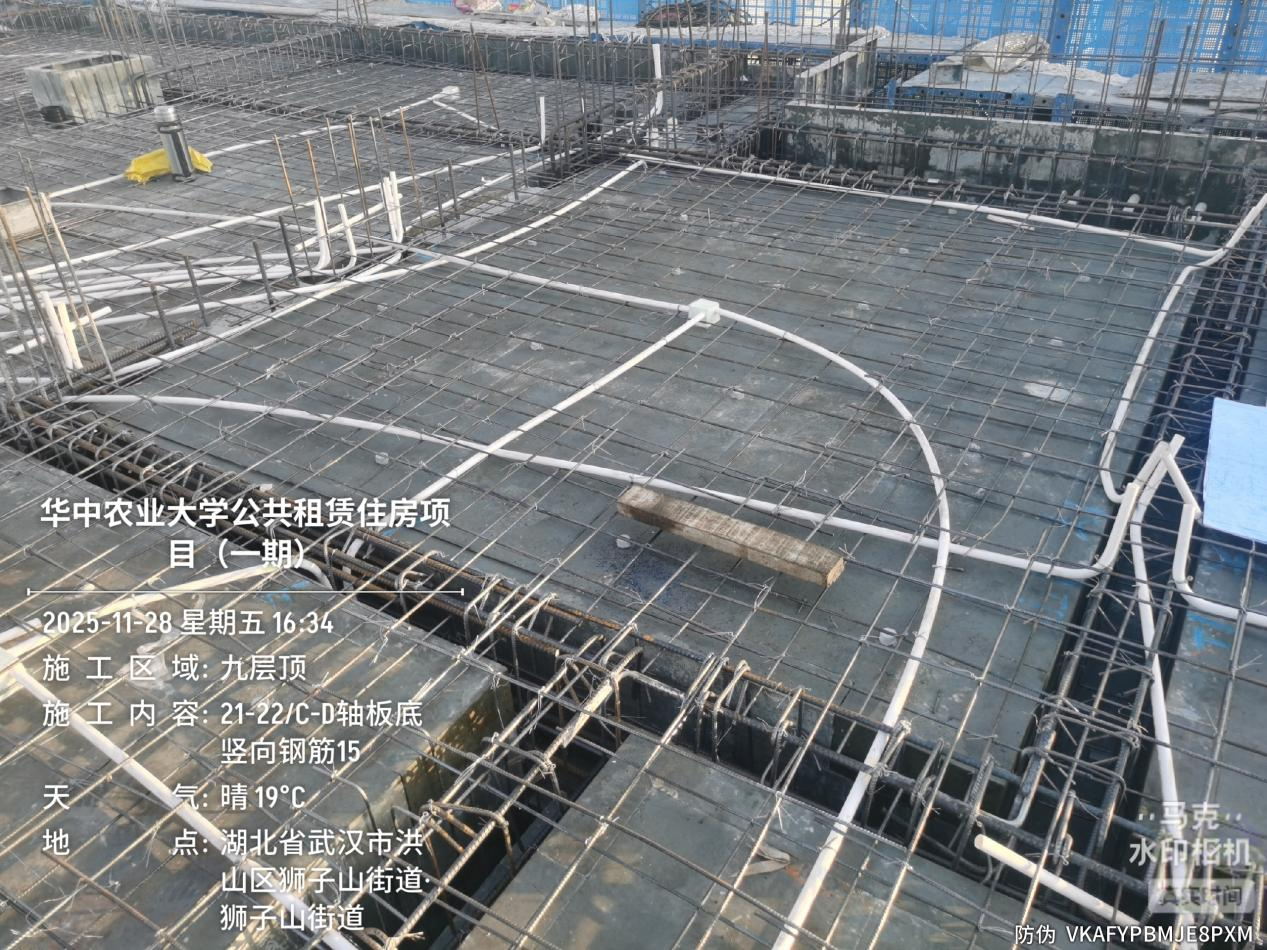 华中农业大学公共租赁住房项
目（一期）
2025-11-28 星期五 16:34
施工区域：九层顶
施工内容：21-22/C-D轴板底
竖向钢筋15
天气：晴 19°C
地点：湖北省武汉市洪
山区狮子山街道·
狮子山街道
马克
水印相机
真实时间
防伪 VKAFYPBMJE8PXM